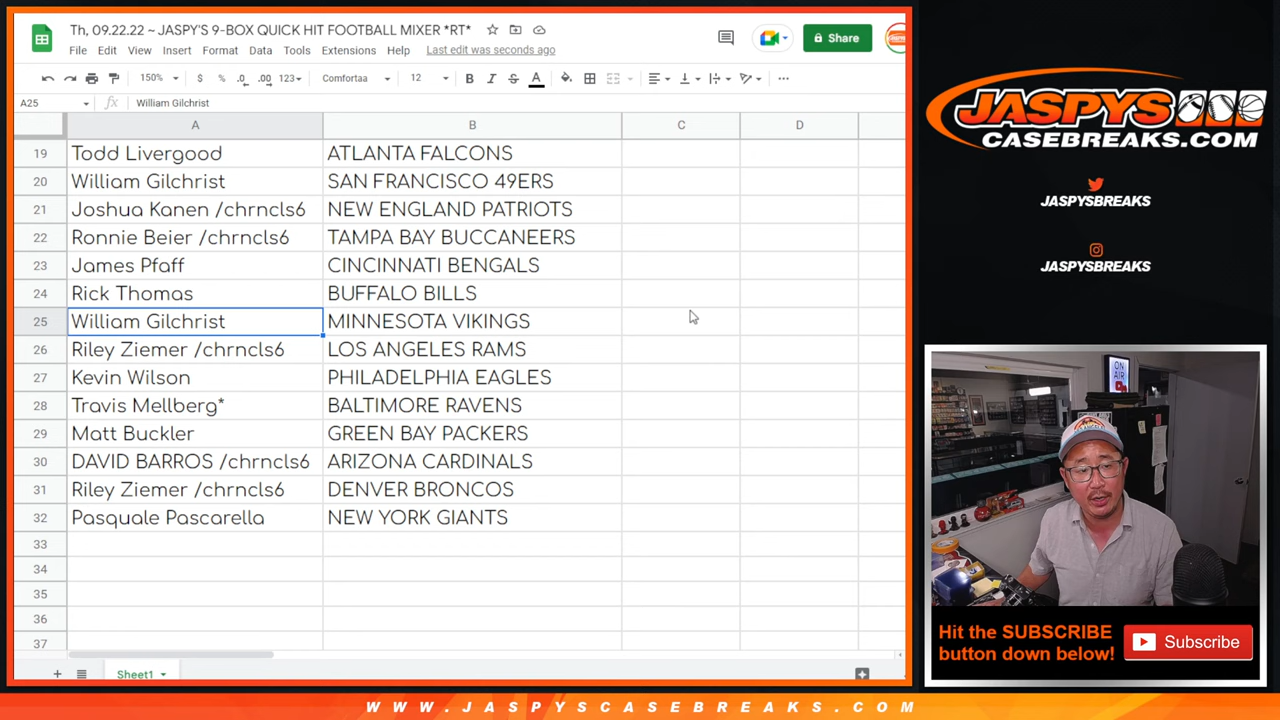 Th, 09.22.22 ~ JASPY'S 9-BOX QUICK HIT FOOTBALL MIXER *RT*
File Edit View Insert Format Data Tools Extensions Help Last edit was seconds ago
Share
150% $ % .0 .00 123 Comfortaa 12 B I S A
A25 fx William Gilchrist
A B C D
19 Todd Livergood ATLANTA FALCONS
20 William Gilchrist SAN FRANCISCO 49ERS
21 Joshua Kanen /chrncls6 NEW ENGLAND PATRIOTS
22 Ronnie Beier /chrncls6 TAMPA BAY BUCCANEERS
23 James Pfaff CINCINNATI BENGALS
24 Rick Thomas BUFFALO BILLS
25 William Gilchrist MINNESOTA VIKINGS
26 Riley Ziemer /chrncls6 LOS ANGELES RAMS
27 Kevin Wilson PHILADELPHIA EAGLES
28 Travis Mellberg* BALTIMORE RAVENS
29 Matt Buckler GREEN BAY PACKERS
30 DAVID BARROS /chrncls6 ARIZONA CARDINALS
31 Riley Ziemer /chrncls6 DENVER BRONCOS
32 Pasquale Pascarella NEW YORK GIANTS
33
34
35
36
37
Sheet1
JASPYS
CASEBREAKS.COM
JASPYSBREAKS
JASPYSBREAKS
ON
AIR
Hit the SUBSCRIBE
button down below!
Subscribe
WWW.JASPYSCASEBREAKS.COM